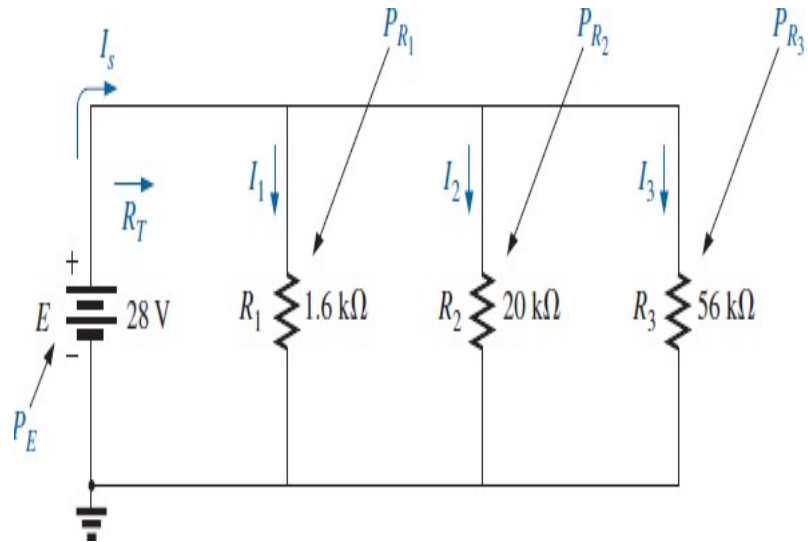 I_s
P_R1
P_R2
P_R3
R_T
I_1
I_2
I_3
+
E
28 V
R_1
1.6 kΩ
R_2
20 kΩ
R_3
56 kΩ
−
P_E